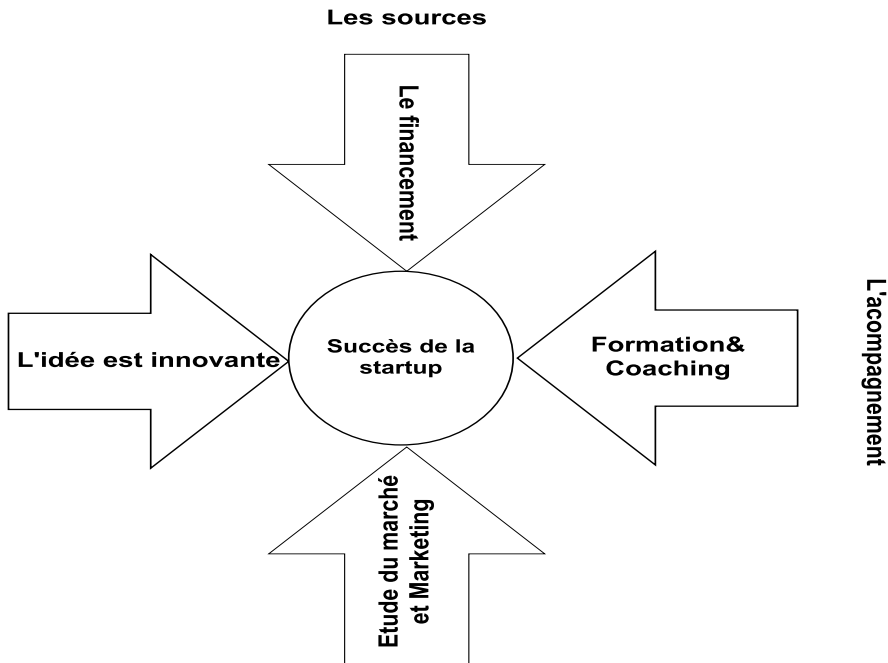 Les sources
Le financement
L'idée est innovante
Succès de la
startup
Formation&
Coaching
L'acompagnement
Etude du marché
et Marketing